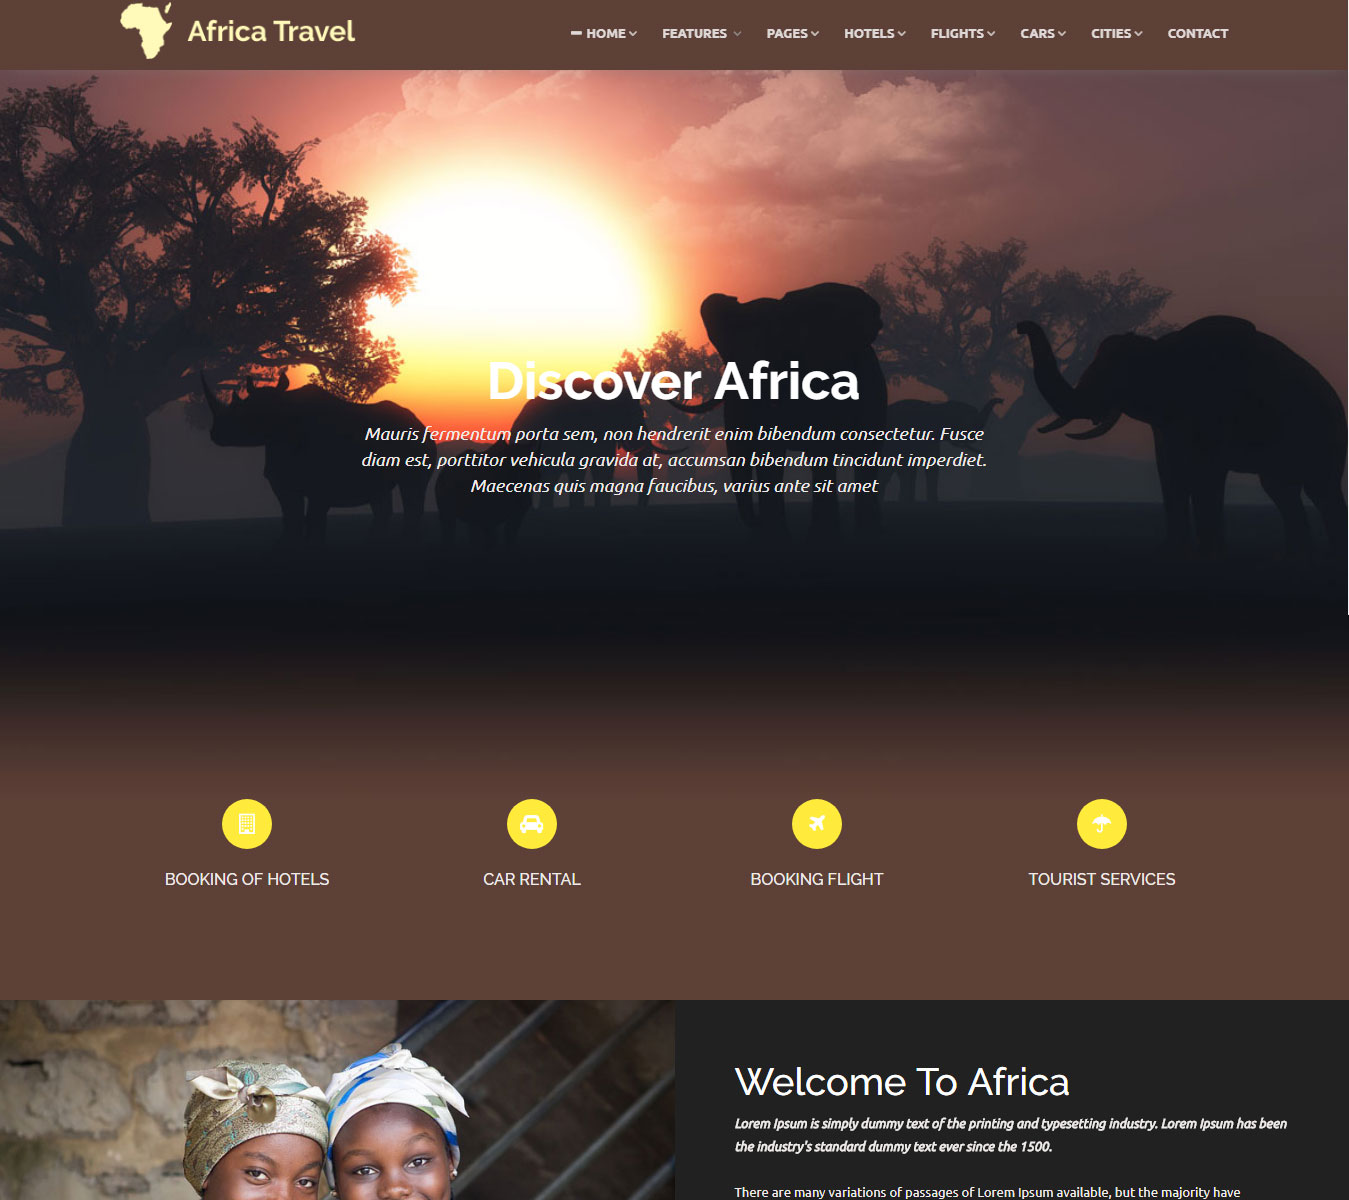 Africa Travel
HOME FEATURES PAGES HOTELS FLIGHTS CARS CITIES CONTACT
Discover Africa
Mauris fermentum porta sem, non hendrerit enim bibendum consectetur. Fusce
diam est, porttitor vehicula gravida at, accumsan bibendum tincidunt imperdiet.
Maecenas quis magna faucibus, varius ante sit amet
BOOKING OF HOTELS
CAR RENTAL
BOOKING FLIGHT
TOURIST SERVICES
Welcome To Africa
Lorem Ipsum is simply dummy text of the printing and typesetting industry. Lorem Ipsum has been
the industry's standard dummy text ever since the 1500.
There are many variations of passages of Lorem Ipsum available, but the majority have